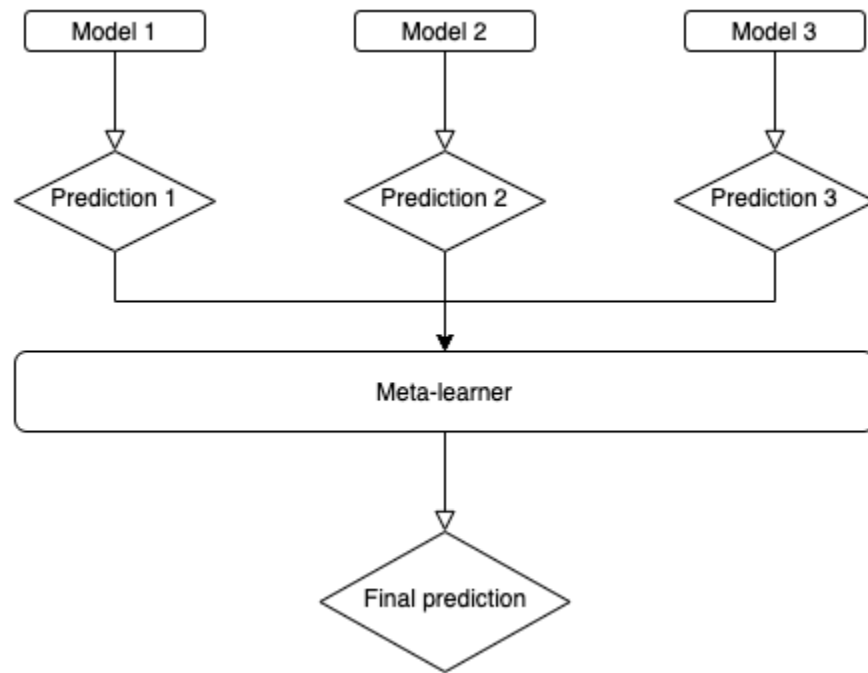 Model 1
Model 2
Model 3
Prediction 1
Prediction 2
Prediction 3
Meta-learner
Final prediction